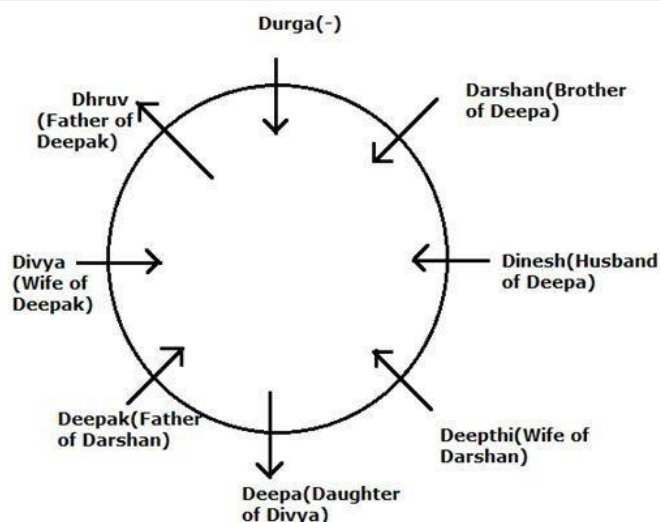 Durga(-)
Dhruv
(Father of
Deepak)
Darshan(Brother
of Deepa)
Divya
(Wife of
Deepak)
Dinesh(Husband
of Deepa)
Deepak(Father
of Darshan)
Deepthi(Wife of
Darshan)
Deepa(Daughter
of Divya)